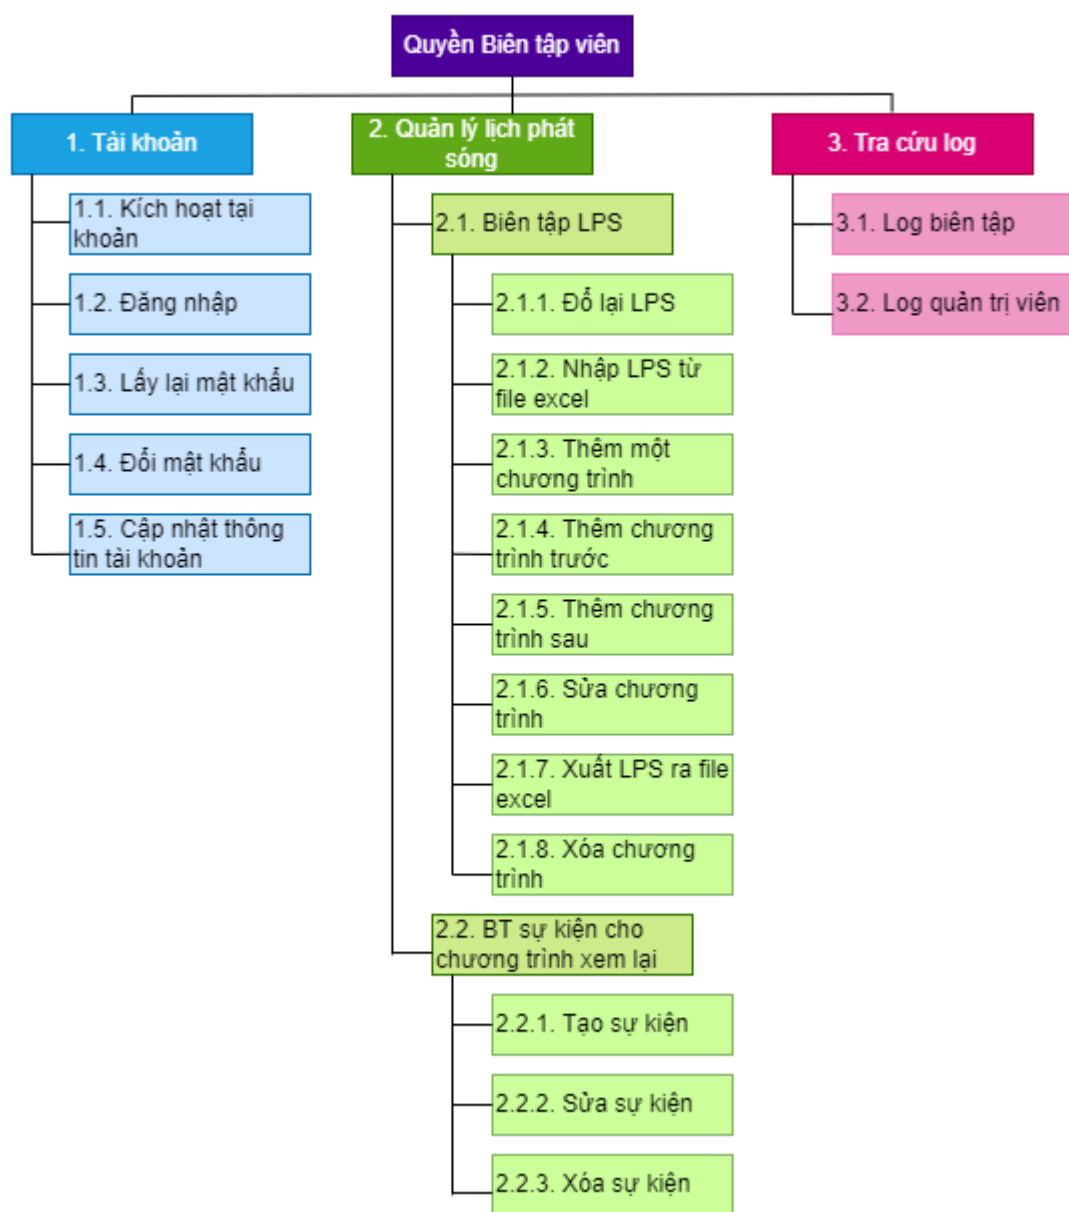 Quyền Biên tập viên
1. Tài khoản
1.1. Kích hoạt tại
khoản
1.2. Đăng nhập
1.3. Lấy lại mật khẩu
1.4. Đổi mật khẩu
1.5. Cập nhật thông
tin tài khoản
2. Quản lý lịch phát
sóng
2.1. Biên tập LPS
2.1.1. Đổ lại LPS
2.1.2. Nhập LPS từ
file excel
2.1.3. Thêm một
chương trình
2.1.4. Thêm chương
trình trước
2.1.5. Thêm chương
trình sau
2.1.6. Sửa chương
trình
2.1.7. Xuất LPS ra file
excel
2.1.8. Xóa chương
trình
2.2. BT sự kiện cho
chương trình xem lại
2.2.1. Tạo sự kiện
2.2.2. Sửa sự kiện
2.2.3. Xóa sự kiện
3. Tra cứu log
3.1. Log biên tập
3.2. Log quản trị viên